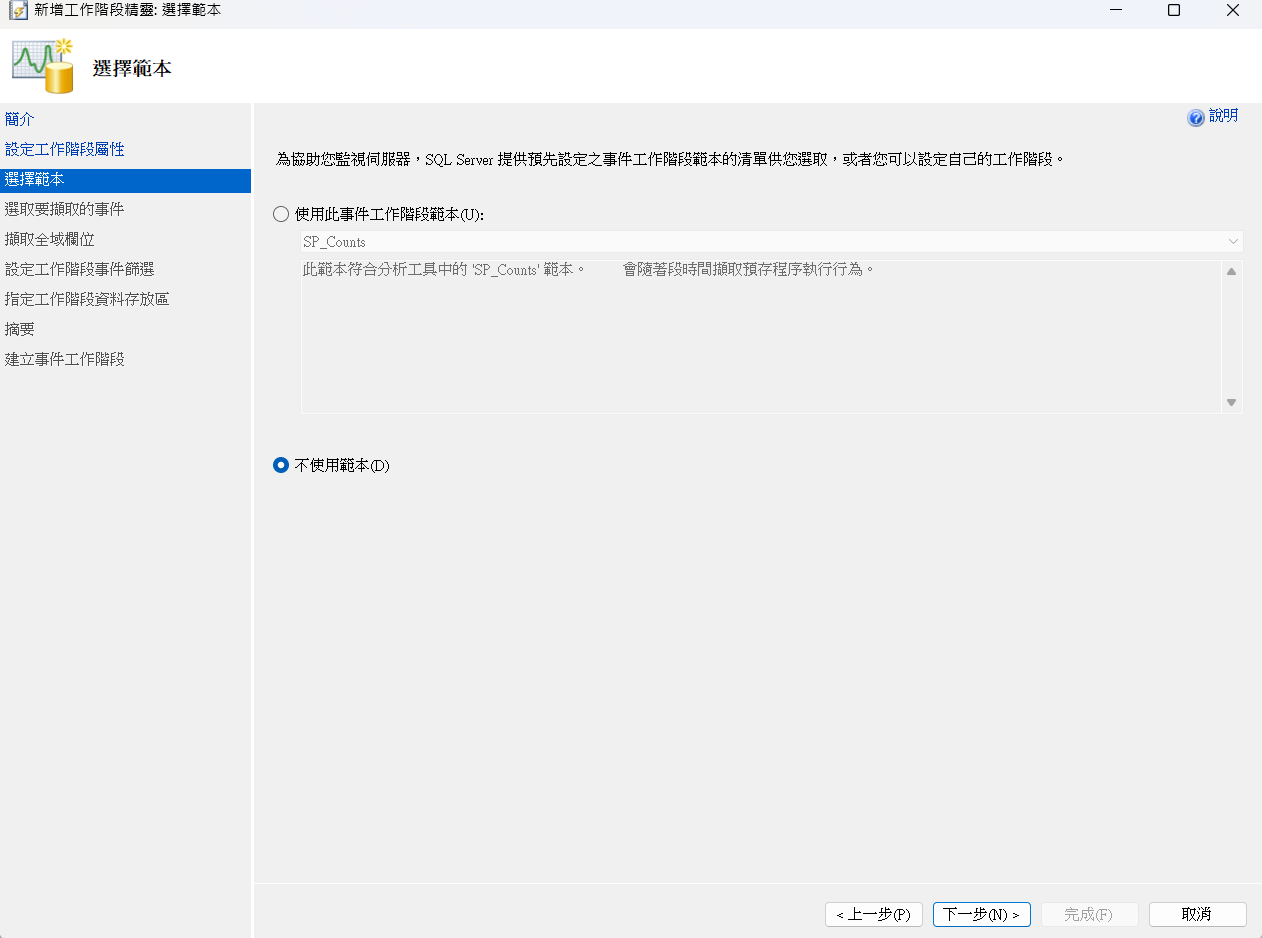 新增工作階段精靈: 選擇範本
選擇範本
簡介
設定工作階段屬性
選擇範本
選取要擷取的事件
擷取全域欄位
設定工作階段事件篩選
指定工作階段資料存放區
摘要
建立事件工作階段
說明
為協助您監視伺服器，SQL Server 提供預先設定之事件工作階段範本的清單供您選取，或者您可以設定自己的工作階段。
使用此事件工作階段範本(U):
SP_Counts
此範本符合分析工具中的 'SP_Counts' 範本。 會隨著段時間擷取預存程序執行行為。
不使用範本(D)
< 上一步(P)
下一步(N) >
完成(F)
取消